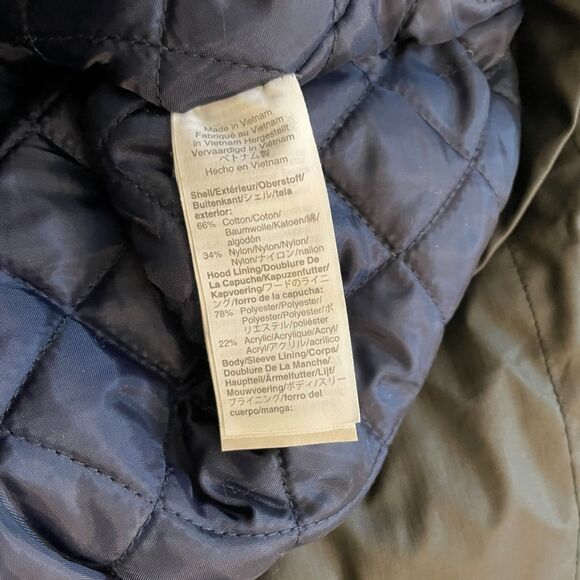 Made in Vietnam
Fabriqué au Vietnam
in Vietnam Hergestellt
Vervaardigd in Vietnam
ベトナム製
Hecho en Vietnam
Shell/Extérieur/Oberstoff/
Buitenkant/シェル/tela
exterior:
66% Cotton/Coton/
Baumwolle/Katoen/綿/
algodón
34% Nylon/Nylon/Nylon/
Nylon/ナイロン/nailon
Hood Lining/Doublure De
La Capuche/Kapuzenfutter/
Kapvoering/フードのライニ
ング/forro de la capucha:
78% Polyester/Polyester/
Polyester/Polyester/ポ
リエステル/poliéster
22% Acrylic/Acrylique/Acryl/
Acryl/アクリル/acrílico
Body/Sleeve Lining/Corps/
Doublure De La Manche/
Hauptteil/Ärmelfutter/Lijf/
Mouwvoering/ボディ/スリー
ブライニング/forro del
cuerpo/manga: